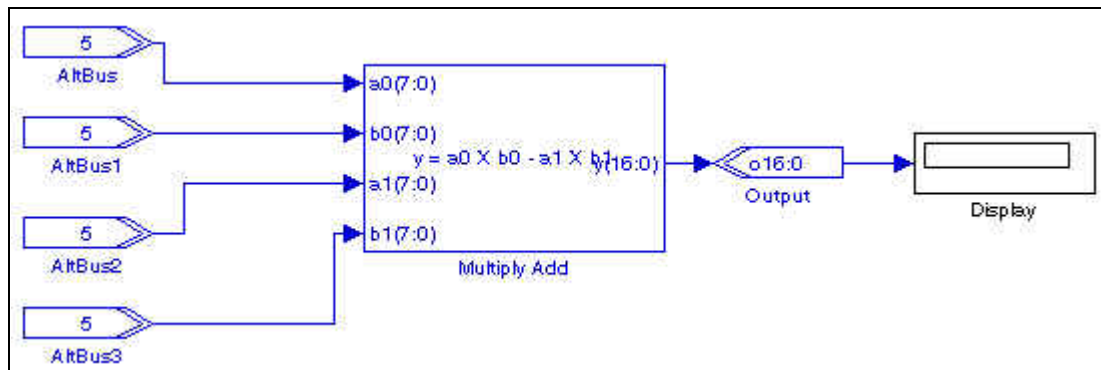 5
AltBus
5
AltBus1
5
AltBus2
5
AltBus3
a0(7:0)
b0(7:0)
y = a0 X b0 - a1 X b1
y(16:0)
a1(7:0)
b1(7:0)
Multiply Add
o16:0
Output
Display